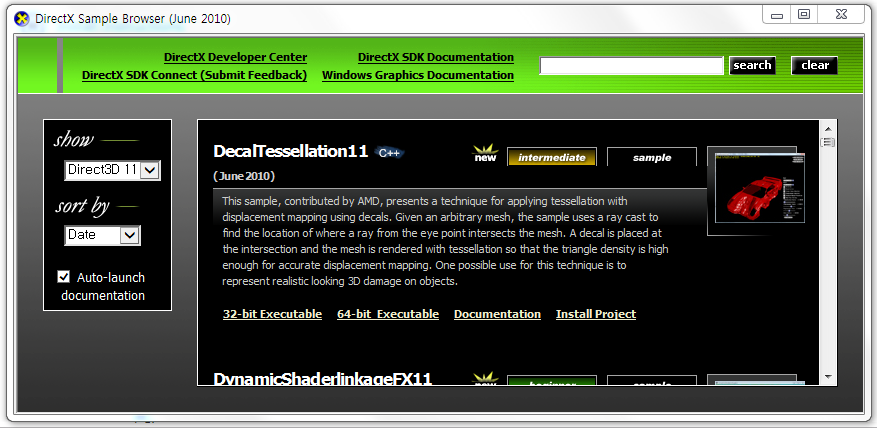 DirectX Sample Browser (June 2010)
DirectX Developer Center
DirectX SDK Documentation
DirectX SDK Connect (Submit Feedback)
Windows Graphics Documentation
search
clear
show
Direct3D 11
sort by
Date
Auto-launch
documentation
DecalTessellation11
C++
new
intermediate
sample
(June 2010)
This sample, contributed by AMD, presents a technique for applying tessellation with
displacement mapping using decals. Given an arbitrary mesh, the sample uses a ray cast to
find the location of where a ray from the eye point intersects the mesh. A decal is placed at
the intersection and the mesh is rendered with tessellation so that the triangle density is high
enough for accurate displacement mapping. One possible use for this technique is to
represent realistic looking 3D damage on objects.
32-bit Executable
64-bit Executable
Documentation
Install Project
DynamicShaderlinkageFX11
new
beginner
sample